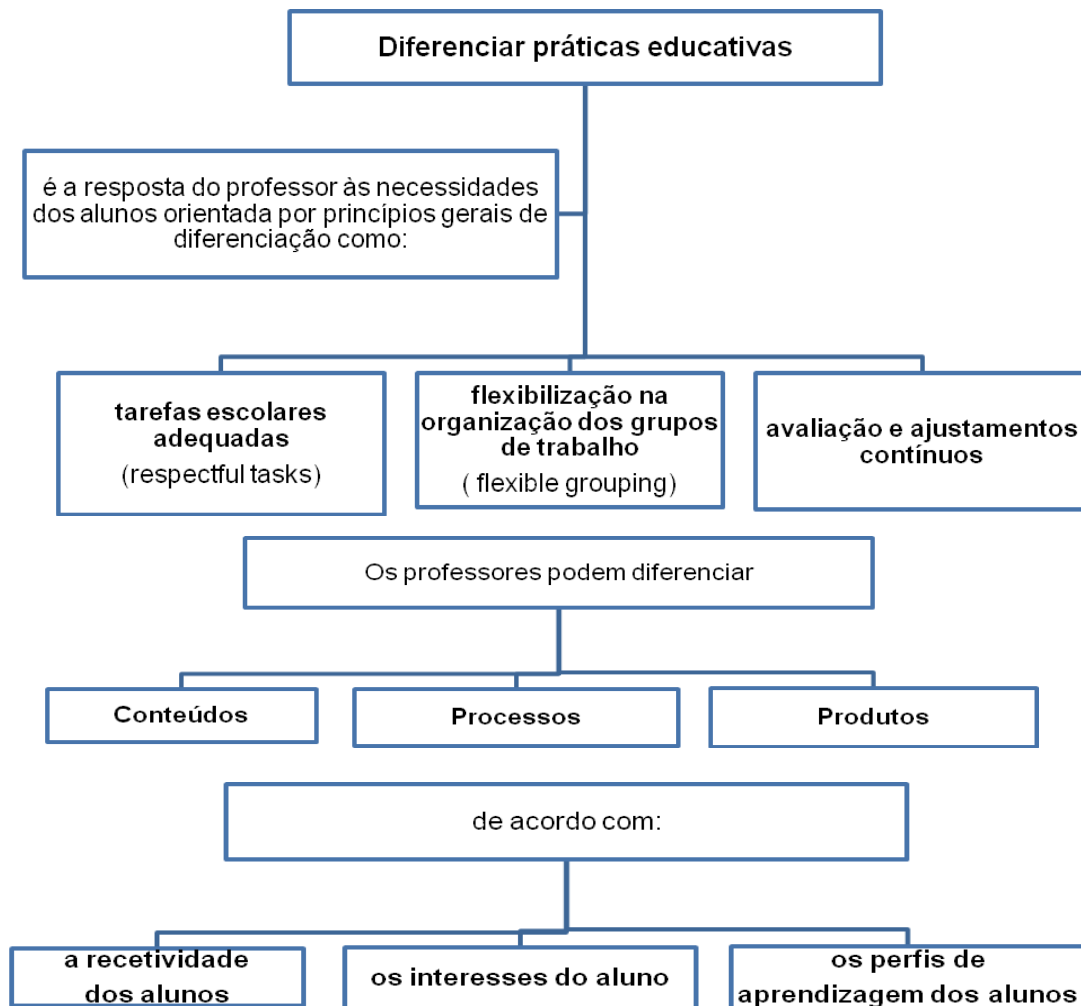 Diferenciar práticas educativas
é a resposta do professor às necessidades
dos alunos orientada por princípios gerais de
diferenciação como:
tarefas escolares
adequadas
(respectful tasks)
flexibilização na
organização dos grupos
de trabalho
( flexible grouping)
avaliação e ajustamentos
contínuos
Os professores podem diferenciar
Conteúdos
Processos
Produtos
de acordo com:
a recetividade
dos alunos
os interesses do aluno
os perfis de
aprendizagem dos alunos